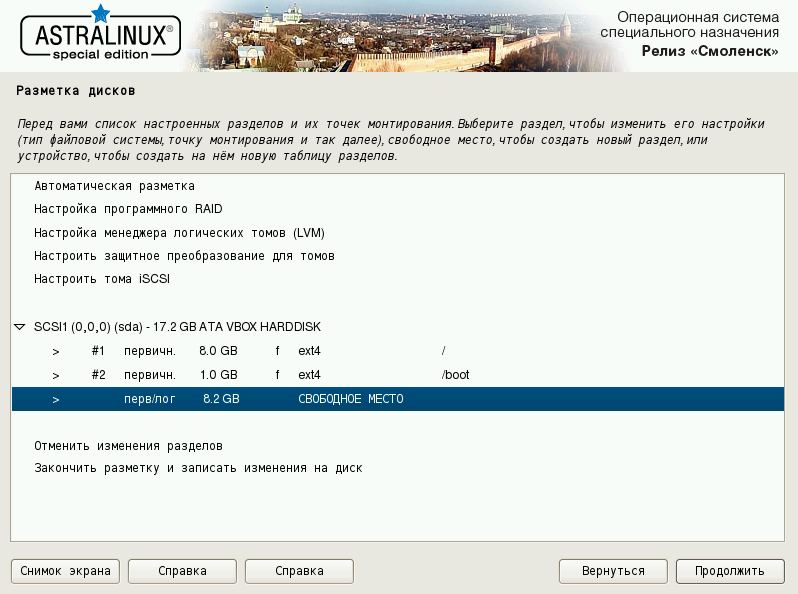 ASTRALINUX®
special edition
Операционная система
специального назначения
Релиз «Смоленск»
Разметка дисков
Перед вами список настроенных разделов и их точек монтирования. Выберите раздел, чтобы изменить его настройки
(тип файловой системы, точку монтирования и так далее), свободное место, чтобы создать новый раздел, или
устройство, чтобы создать на нём новую таблицу разделов.
Автоматическая разметка
Настройка программного RAID
Настройка менеджера логических томов (LVM)
Настроить защитное преобразование для томов
Настроить тома iSCSI
SCSI1 (0,0,0) (sda) - 17.2 GB ATA VBOX HARDDISK
> #1 первичн. 8.0 GB f ext4 /
> #2 первичн. 1.0 GB f ext4 /boot
> перв/лог 8.2 GB СВОБОДНОЕ МЕСТО
Отменить изменения разделов
Закончить разметку и записать изменения на диск
Снимок экрана Справка Справка Вернуться Продолжить